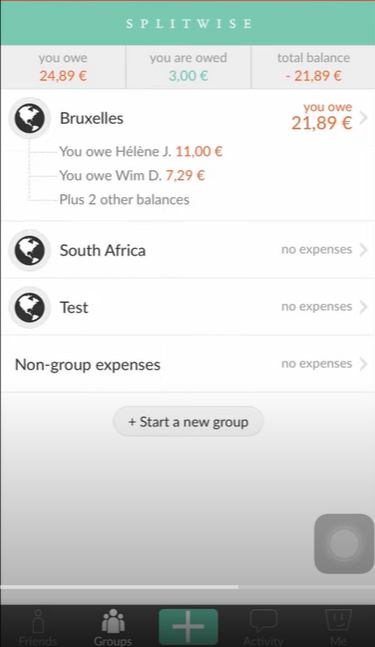 SPLITWISE
you owe you are owed total balance
24,89 € 3,00 € - 21,89 €
Bruxelles you owe
21,89 €
You owe Hélène J. 11,00 €
You owe Wim D. 7,29 €
Plus 2 other balances
South Africa no expenses
Test no expenses
Non-group expenses no expenses
+ Start a new group
Friends Groups Activity Me